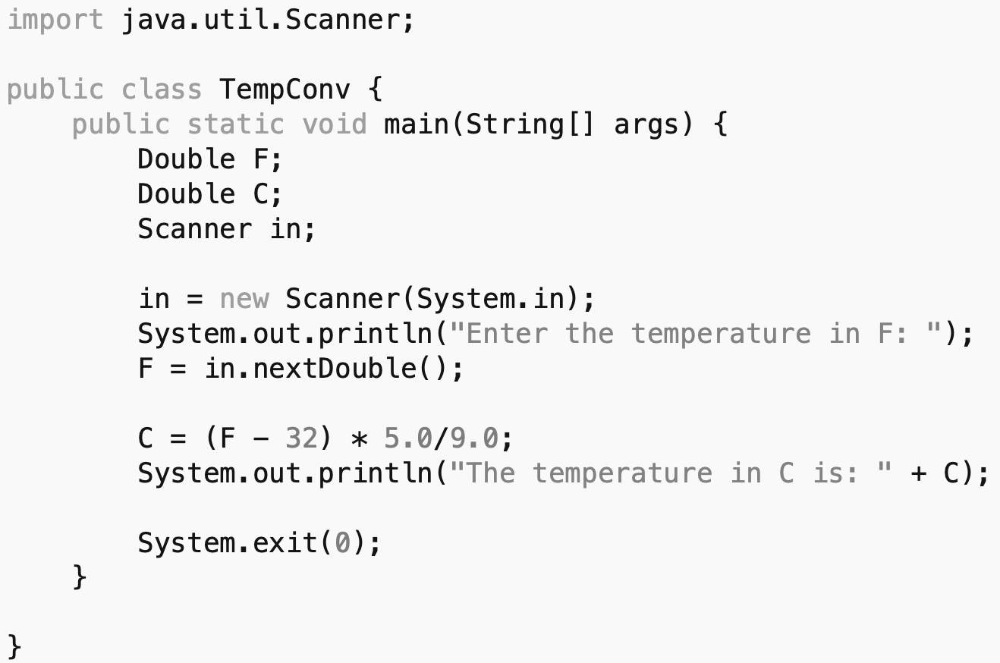 import java.util.Scanner;
public class TempConv {
    public static void main(String[] args) {
        Double F;
        Double C;
        Scanner in;
        in = new Scanner(System.in);
        System.out.println("Enter the temperature in F: ");
        F = in.nextDouble();
        C = (F − 32) * 5.0/9.0;
        System.out.println("The temperature in C is: " + C);
        System.exit(0);
    }
}